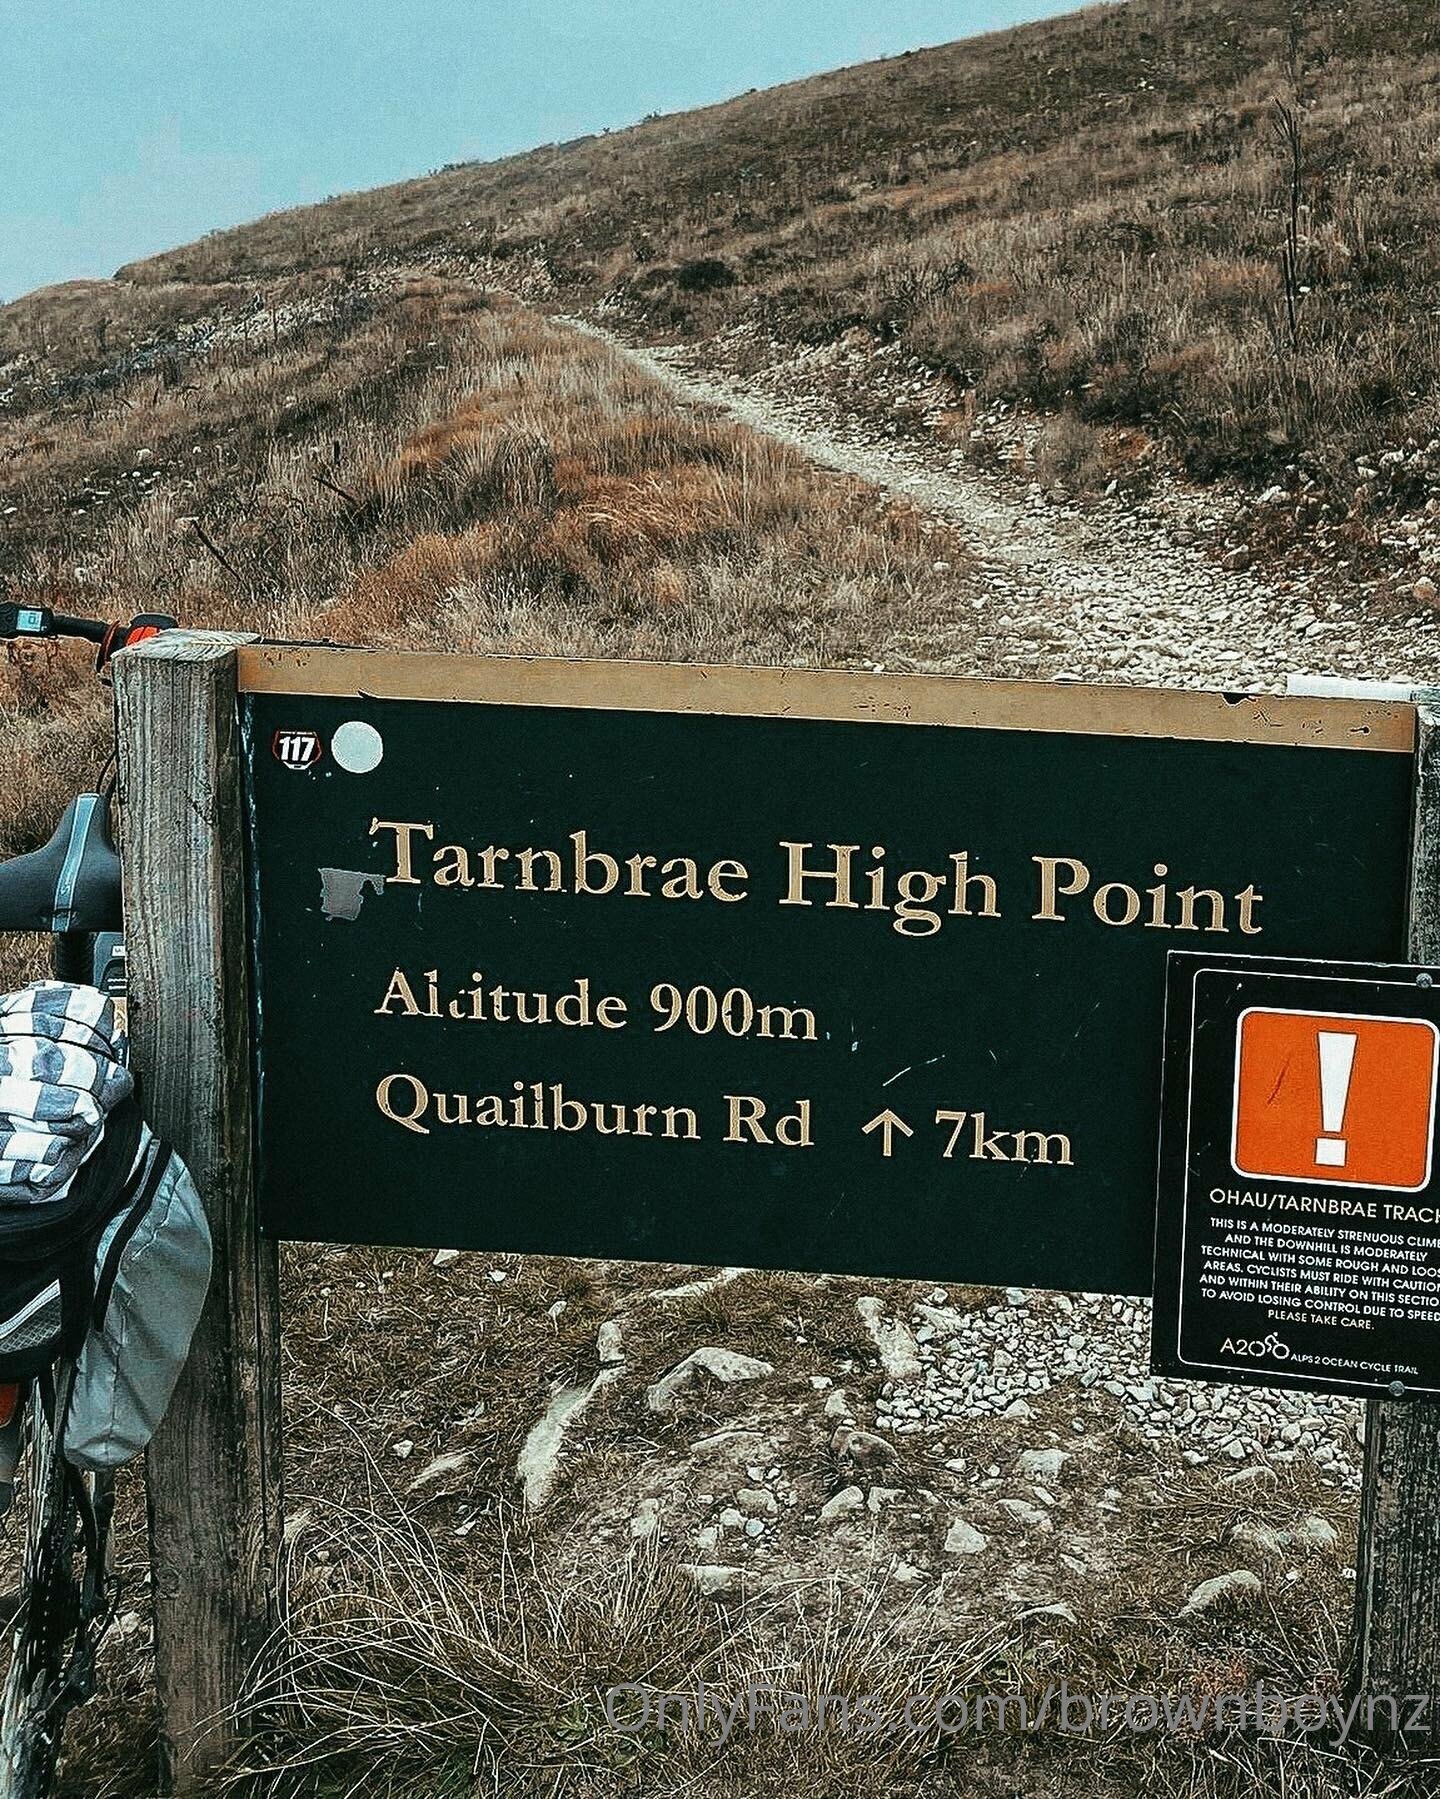 117
Tarnbrae High Point
Altitude 900m
Quailburn Rd ↑ 7km
!
OHAU/TARNBRAE TRACK
THIS IS A MODERATELY STRENUOUS CLIMB
AND THE DOWNHILL IS MODERATELY
TECHNICAL WITH SOME ROUGH AND LOOSE
AREAS. CYCLISTS MUST RIDE WITH CAUTION
AND WITHIN THEIR ABILITY ON THIS SECTION
TO AVOID LOSING CONTROL DUE TO SPEED.
PLEASE TAKE CARE.
A2O ALPS 2 OCEAN CYCLE TRAIL
OnlyFans.com/brownboynz